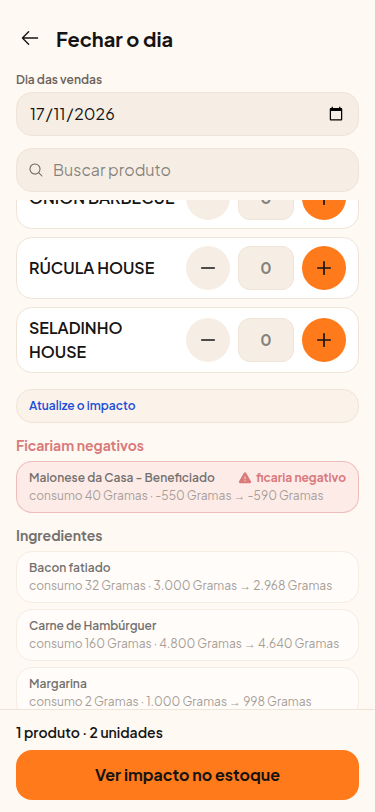 Fechar o dia
Dia das vendas
17/11/2026
Buscar produto
ONION BARBECUE
0
RÚCULA HOUSE
0
SELADINHO
HOUSE
0
Atualize o impacto
Ficariam negativos
Maionese da Casa - Beneficiado
ficaria negativo
consumo 40 Gramas · -550 Gramas → -590 Gramas
Ingredientes
Bacon fatiado
consumo 32 Gramas · 3.000 Gramas → 2.968 Gramas
Carne de Hambúrguer
consumo 160 Gramas · 4.800 Gramas → 4.640 Gramas
Margarina
consumo 2 Gramas · 1.000 Gramas → 998 Gramas
1 produto · 2 unidades
Ver impacto no estoque